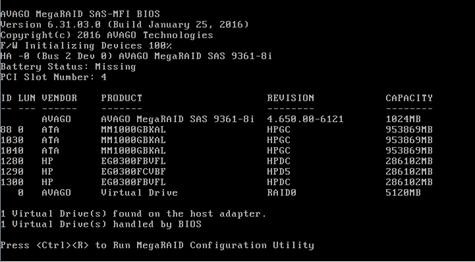 AVAGO MegaRAID SAS-MFI BIOS
Version 6.31.03.0 (Build January 25, 2016)
Copyright(c) 2016 AVAGO Technologies
F/W Initializing Devices 100%
HA -0 (Bus 2 Dev 0) AVAGO MegaRAID SAS 9361-8i
Battery Status: Missing
PCI Slot Number: 4
ID LUN VENDOR PRODUCT REVISION CAPACITY
-- --- ------ ------- -------- --------
AVAGO AVAGO MegaRAID SAS 9361-8i 4.650.00-6121 1024MB
88 0 ATA MM1000GBKAL HPGC 953869MB
1030 ATA MM1000GBKAL HPGC 953869MB
1040 ATA MM1000GBKAL HPGC 953869MB
1280 HP EG0300FBVFL HPDC 286102MB
1290 HP EG0300FCVBF HPD5 286102MB
1300 HP EG0300FBVFL HPDC 286102MB
0 AVAGO Virtual Drive RAID0 5120MB
1 Virtual Drive(s) found on the host adapter.
1 Virtual Drive(s) handled by BIOS
Press <Ctrl><R> to Run MegaRAID Configuration Utility